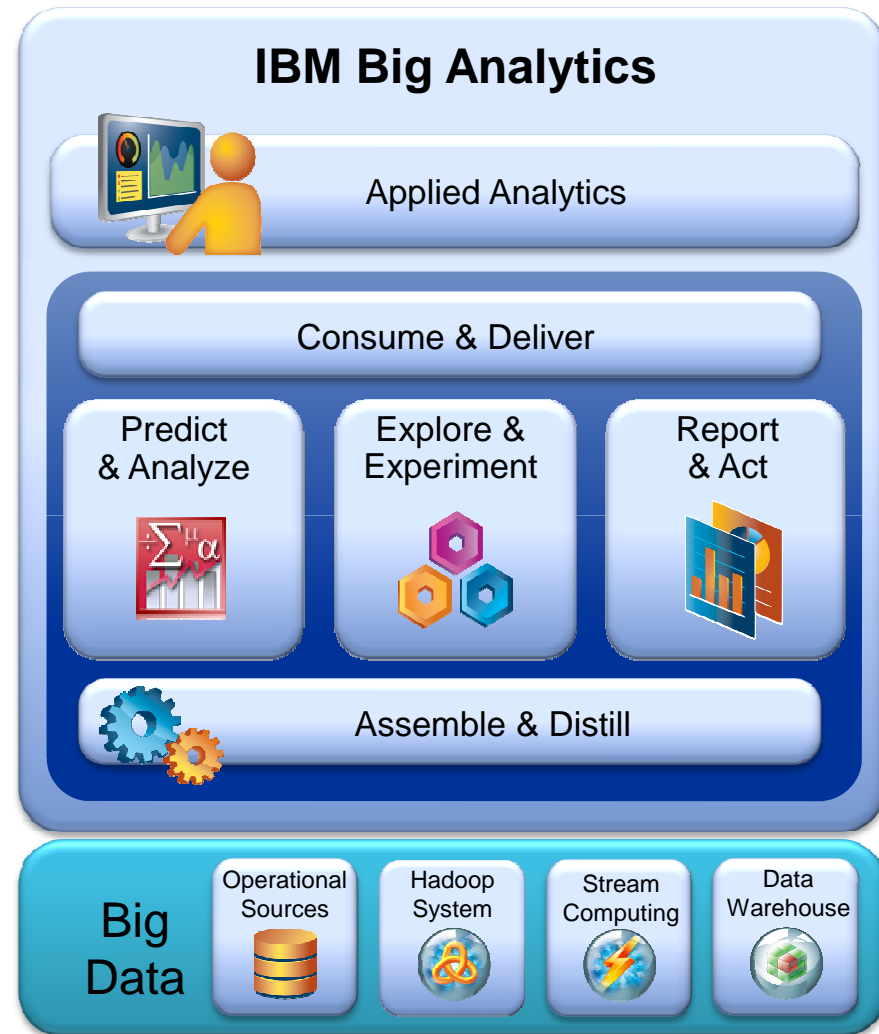 IBM Big Analytics
Applied Analytics
Consume & Deliver
Predict
& Analyze
Explore &
Experiment
Report
& Act
÷Σμα
Assemble & Distill
Big
Data
Operational
Sources
Hadoop
System
Stream
Computing
Data
Warehouse